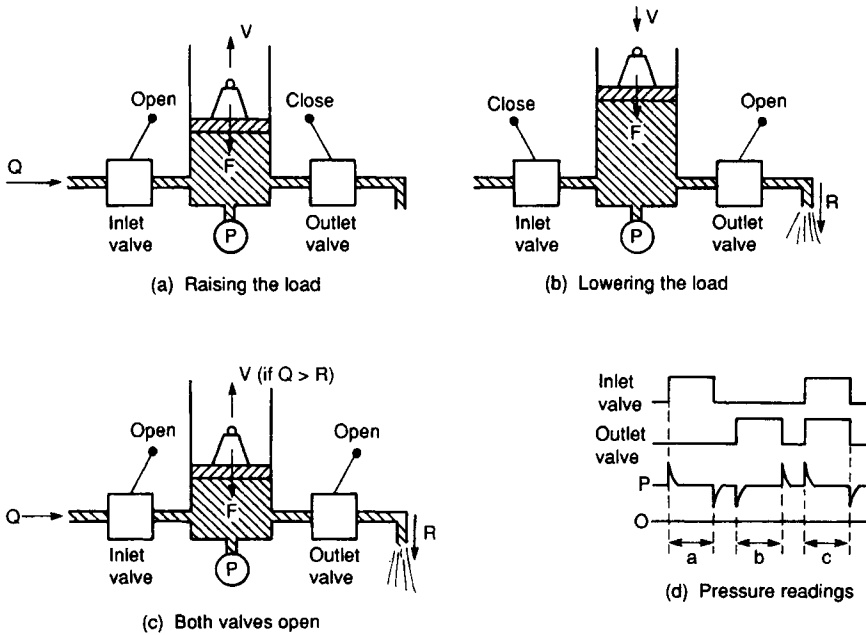 V
Open
Close
F
Q
Inlet
valve
Outlet
valve
P
(a) Raising the load
V
Close
Open
F
Inlet
valve
Outlet
valve
R
P
(b) Lowering the load
V (if Q > R)
Open
Open
F
Q
R
Inlet
valve
Outlet
valve
P
(c) Both valves open
Inlet
valve
Outlet
valve
P
O
a
b
c
(d) Pressure readings